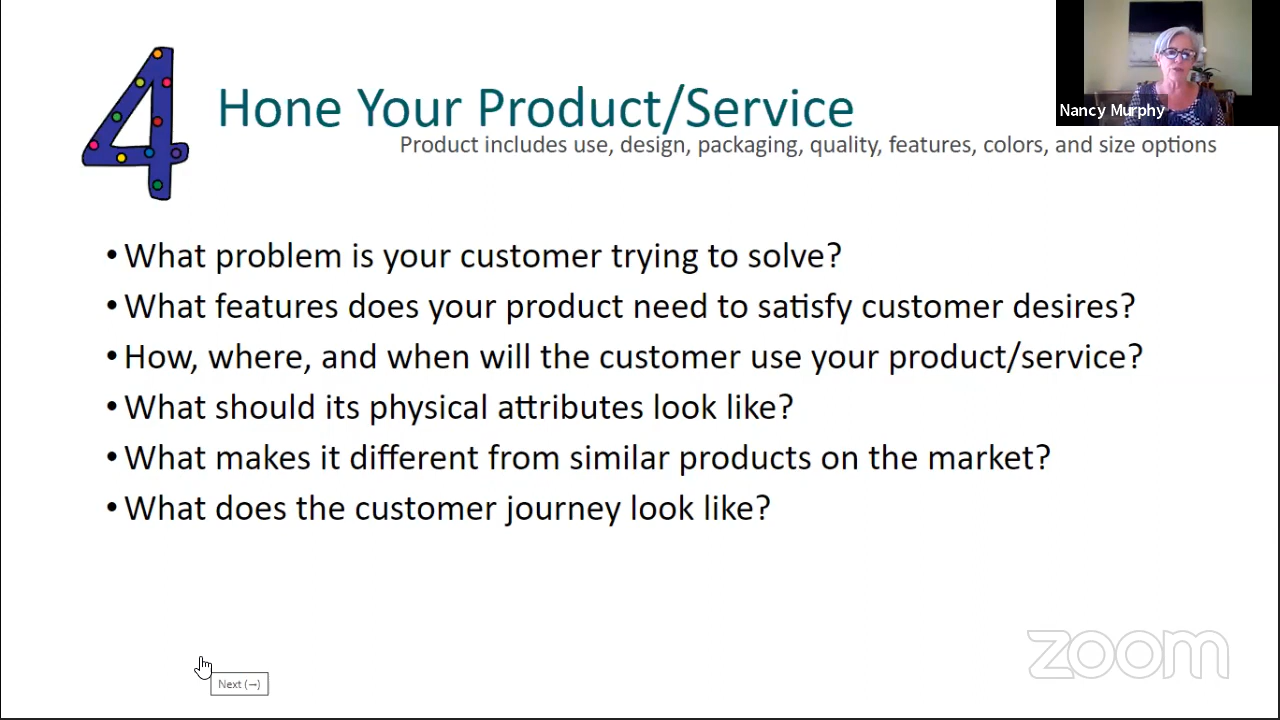 4
Hone Your Product/Service
Nancy Murphy
Product includes use, design, packaging, quality, features, colors, and size options
• What problem is your customer trying to solve?
• What features does your product need to satisfy customer desires?
• How, where, and when will the customer use your product/service?
• What should its physical attributes look like?
• What makes it different from similar products on the market?
• What does the customer journey look like?
zoom
Next (→)